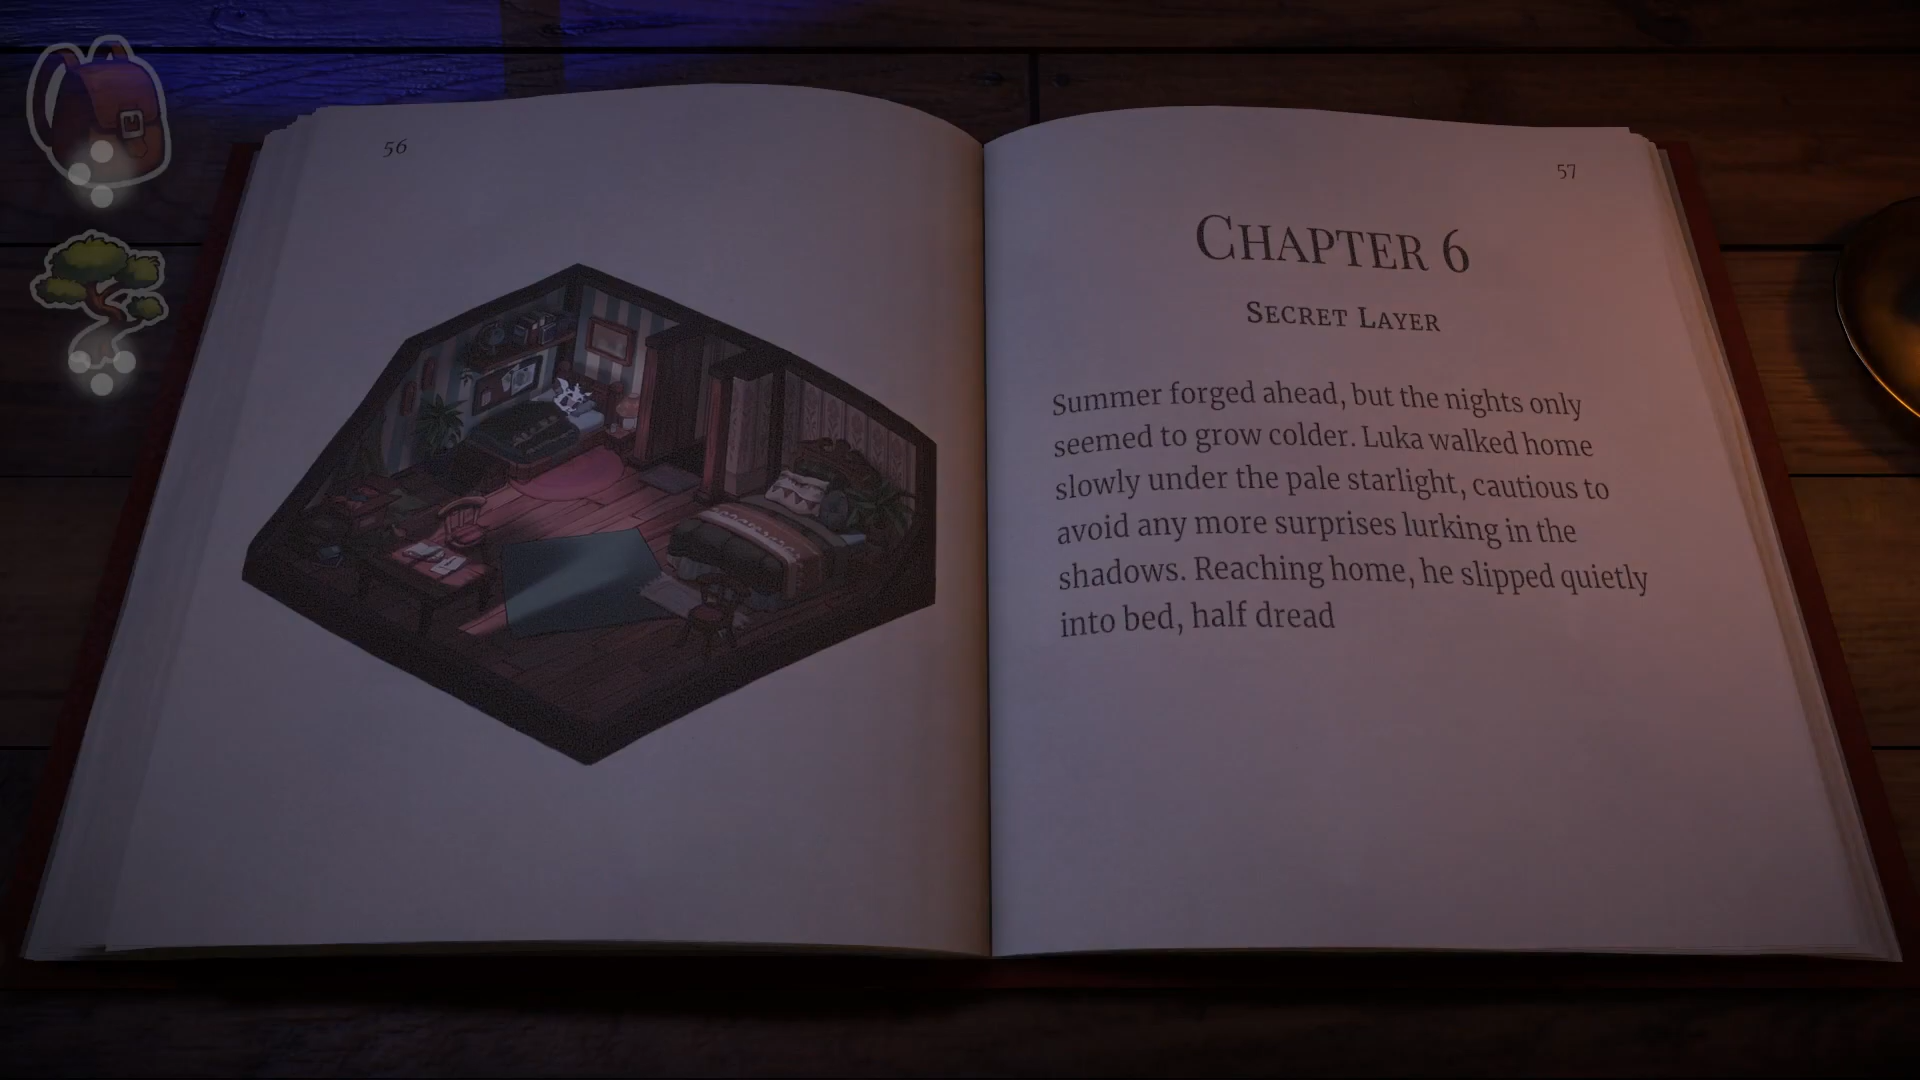 56
57
Chapter 6
Secret Layer
Summer forged ahead, but the nights only
seemed to grow colder. Luka walked home
slowly under the pale starlight, cautious to
avoid any more surprises lurking in the
shadows. Reaching home, he slipped quietly
into bed, half dread